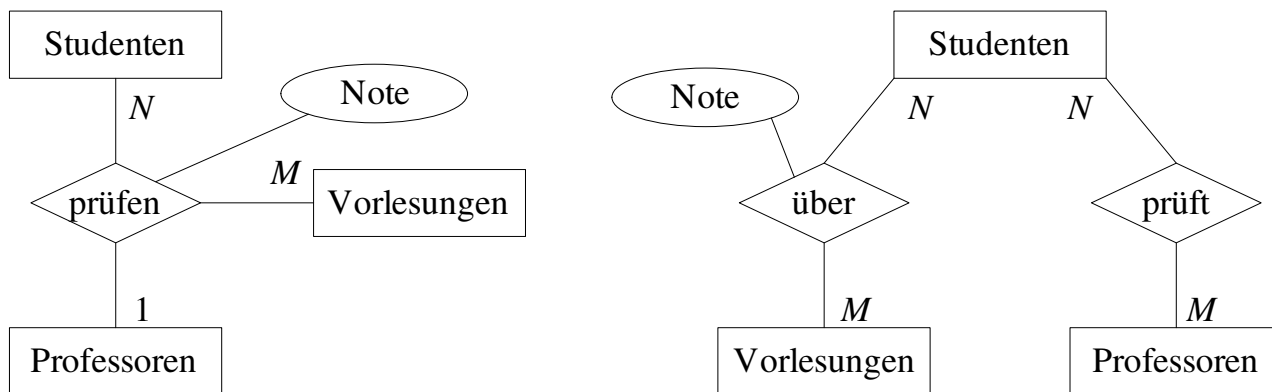 Studenten
N
Note
prüfen
M
Vorlesungen
1
Professoren
Studenten
Note
N
N
über
prüft
M
M
Vorlesungen
Professoren